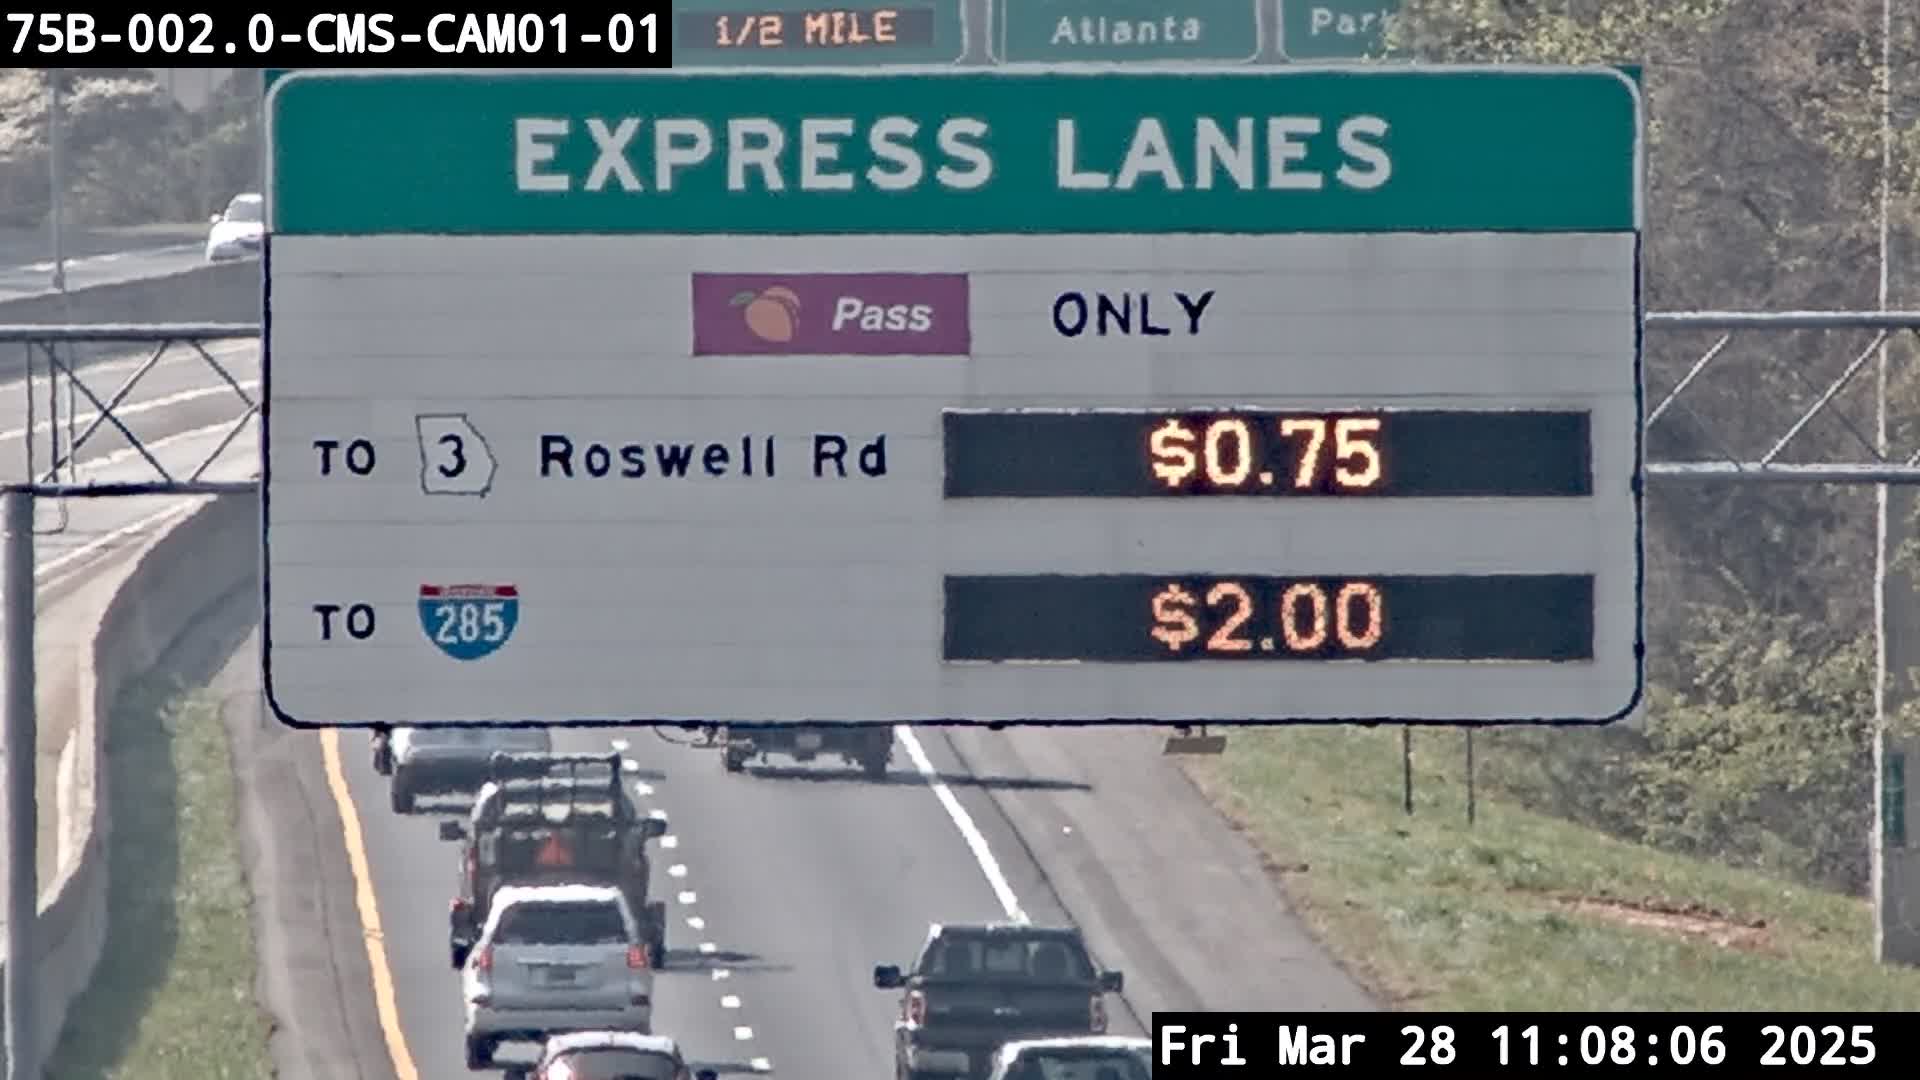 75B-002.0-CMS-CAM01-01
1/2 MILE
Atlanta
Park
EXPRESS LANES
Pass ONLY
TO 3 Roswell Rd $0.75
TO 285 $2.00
Fri Mar 28 11:08:06 2025